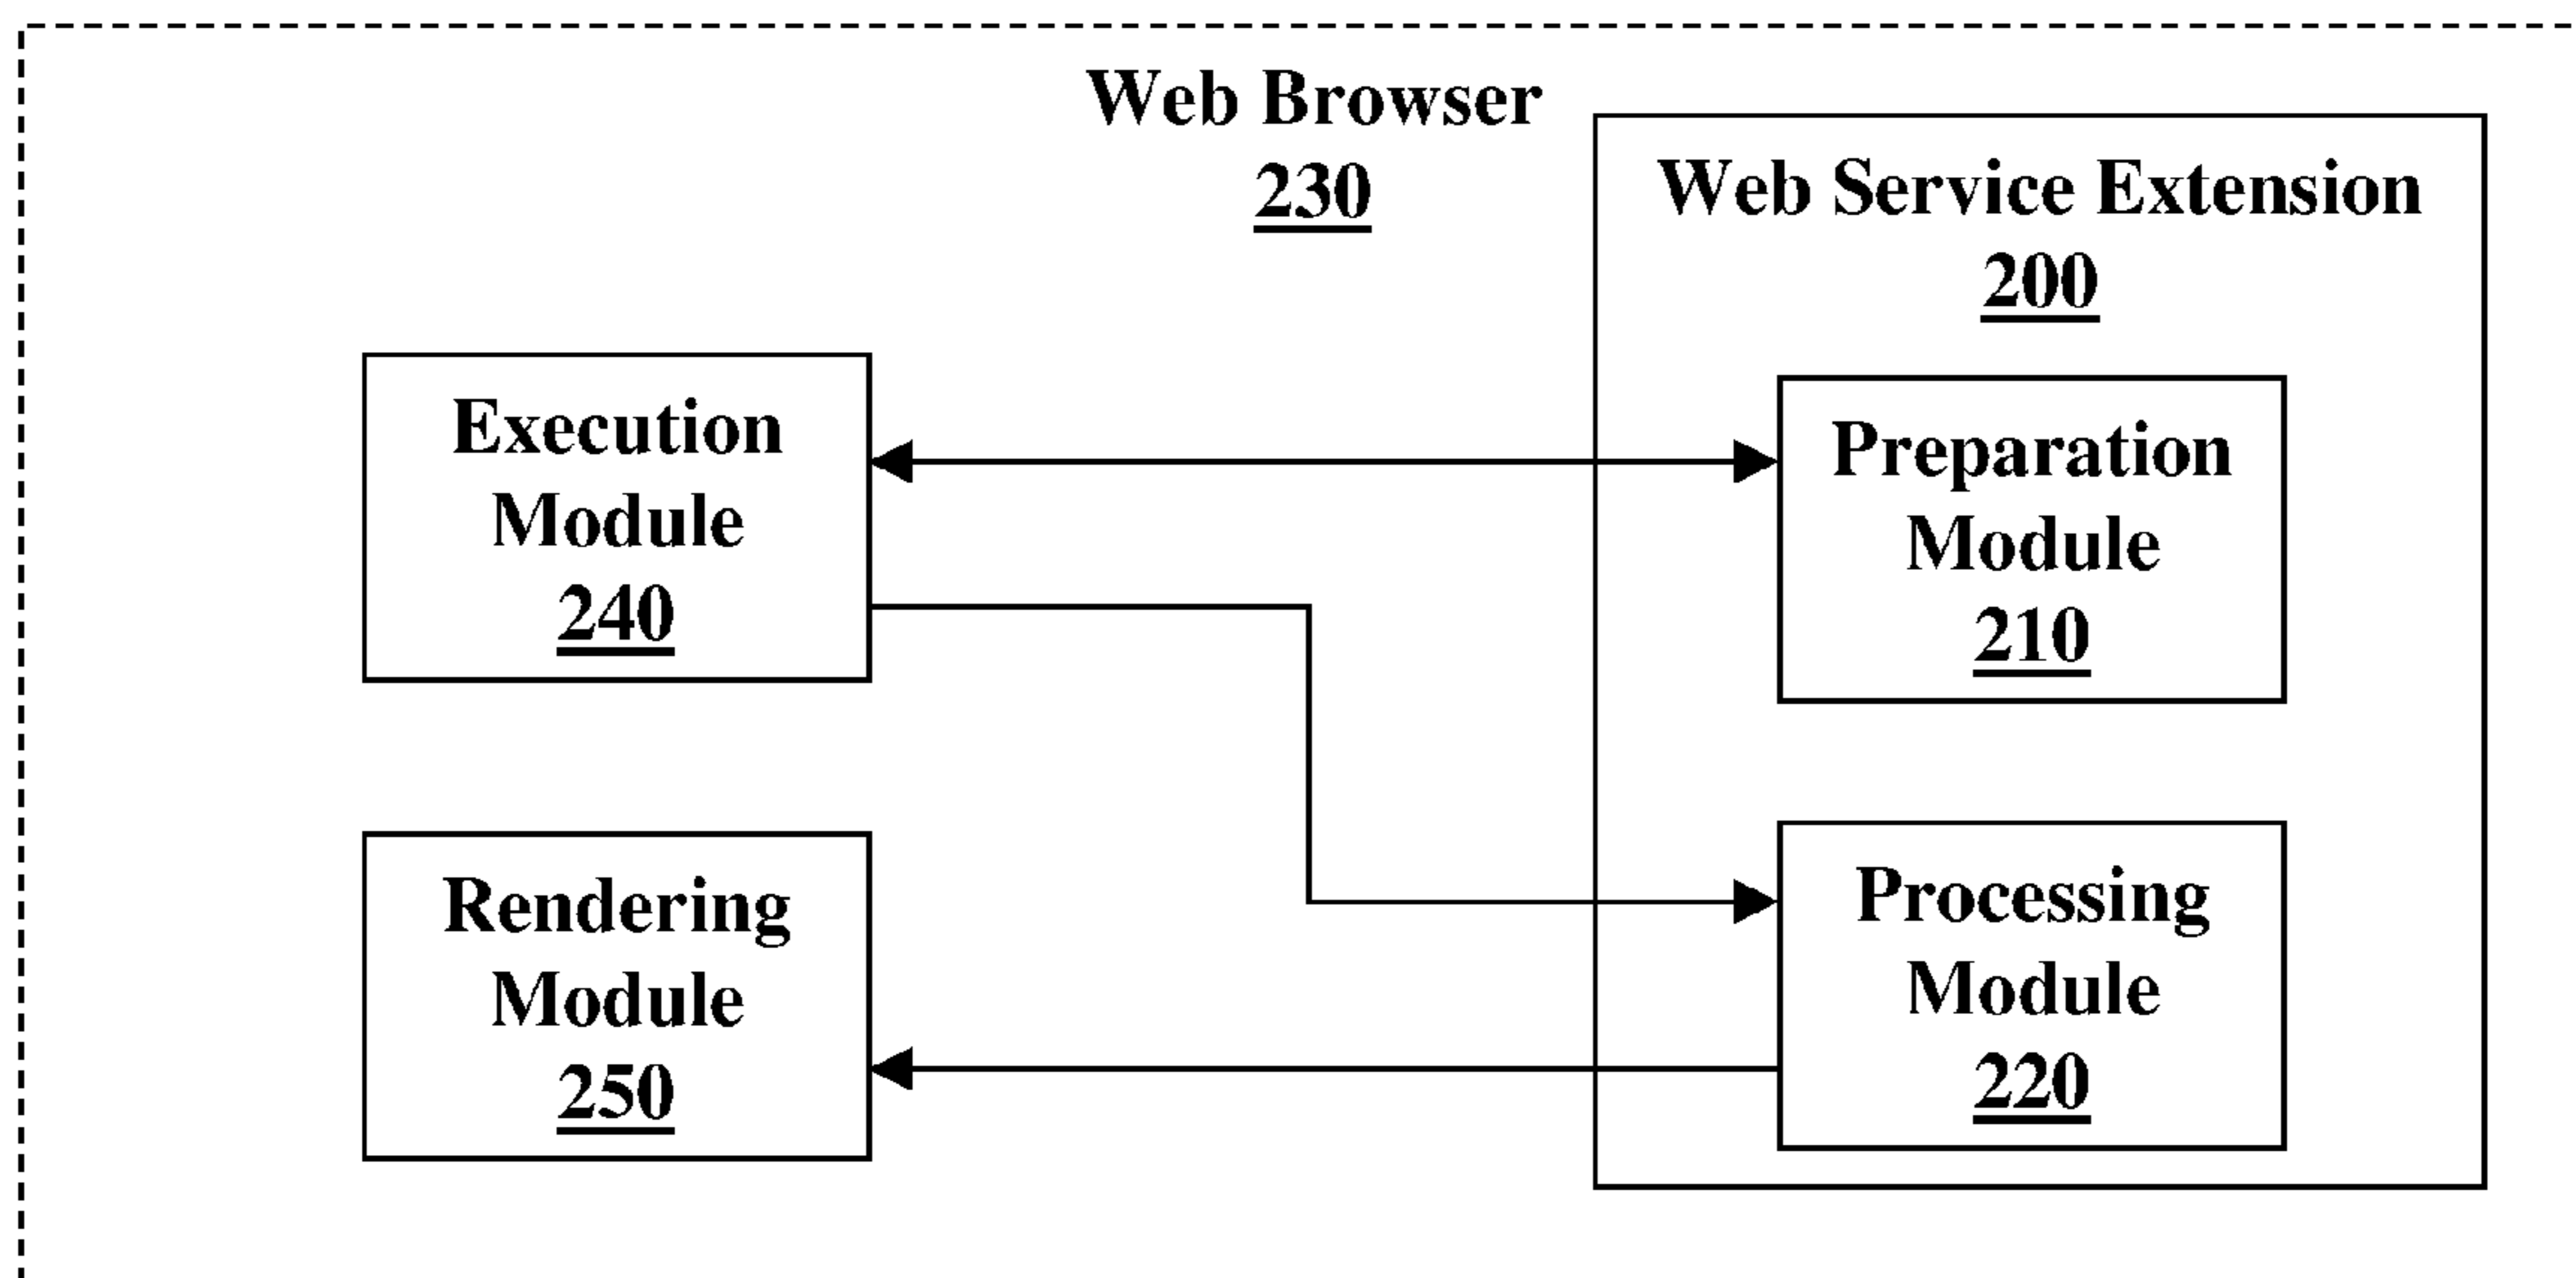 Web Browser
230
Web Service Extension
200
Execution
Module
240
Preparation
Module
210
Rendering
Module
250
Processing
Module
220